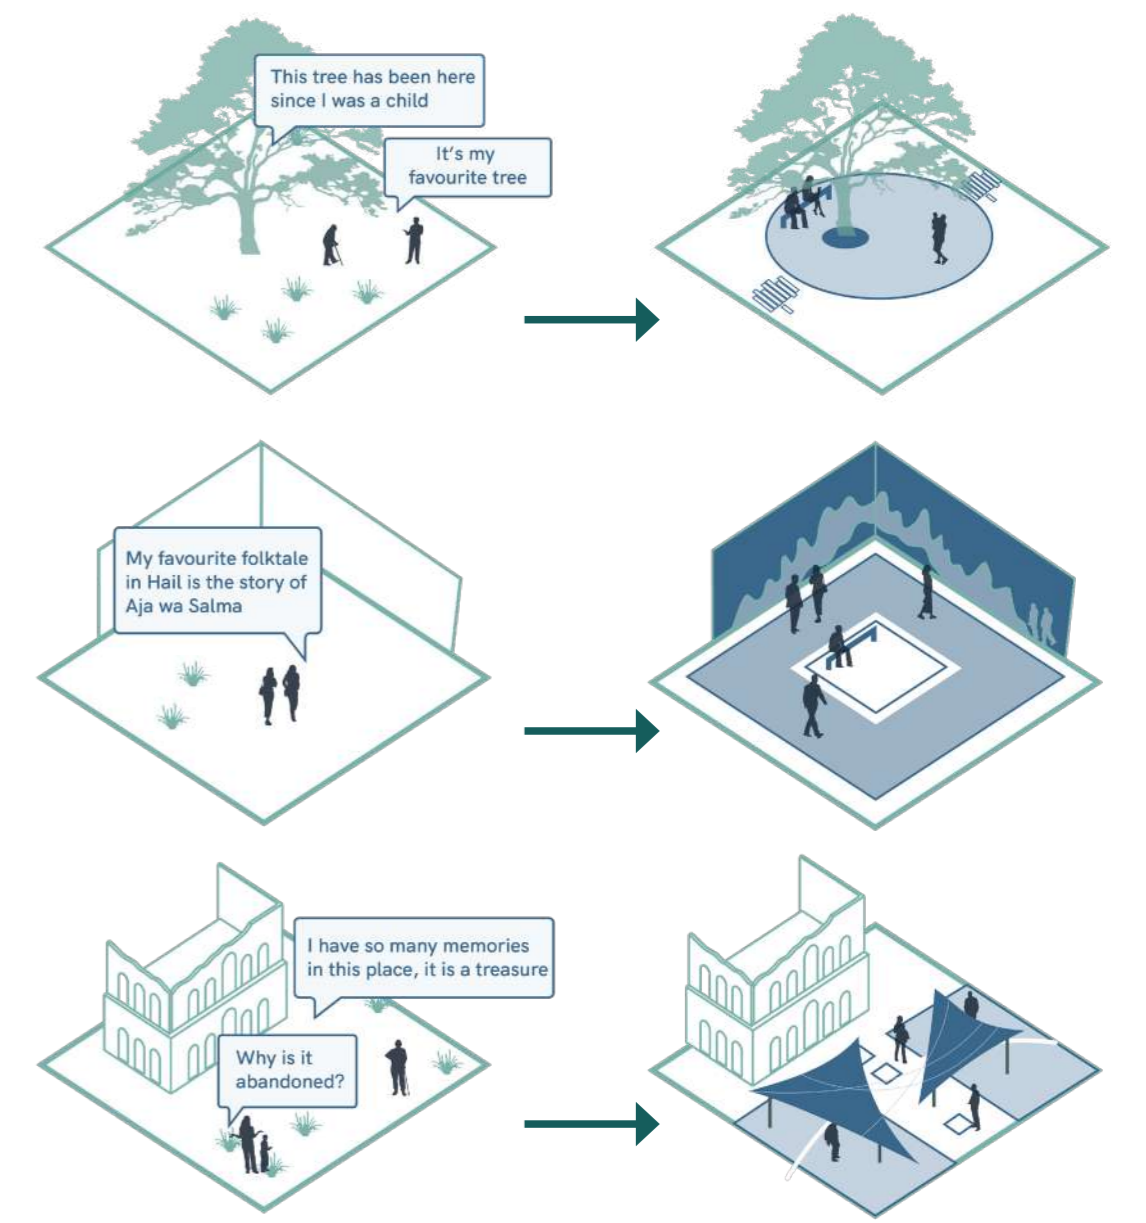 This tree has been here
since I was a child
It's my
favourite tree
My favourite folktale
in Hail is the story of
Aja wa Salma
I have so many memories
in this place, it is a treasure
Why is it
abandoned?